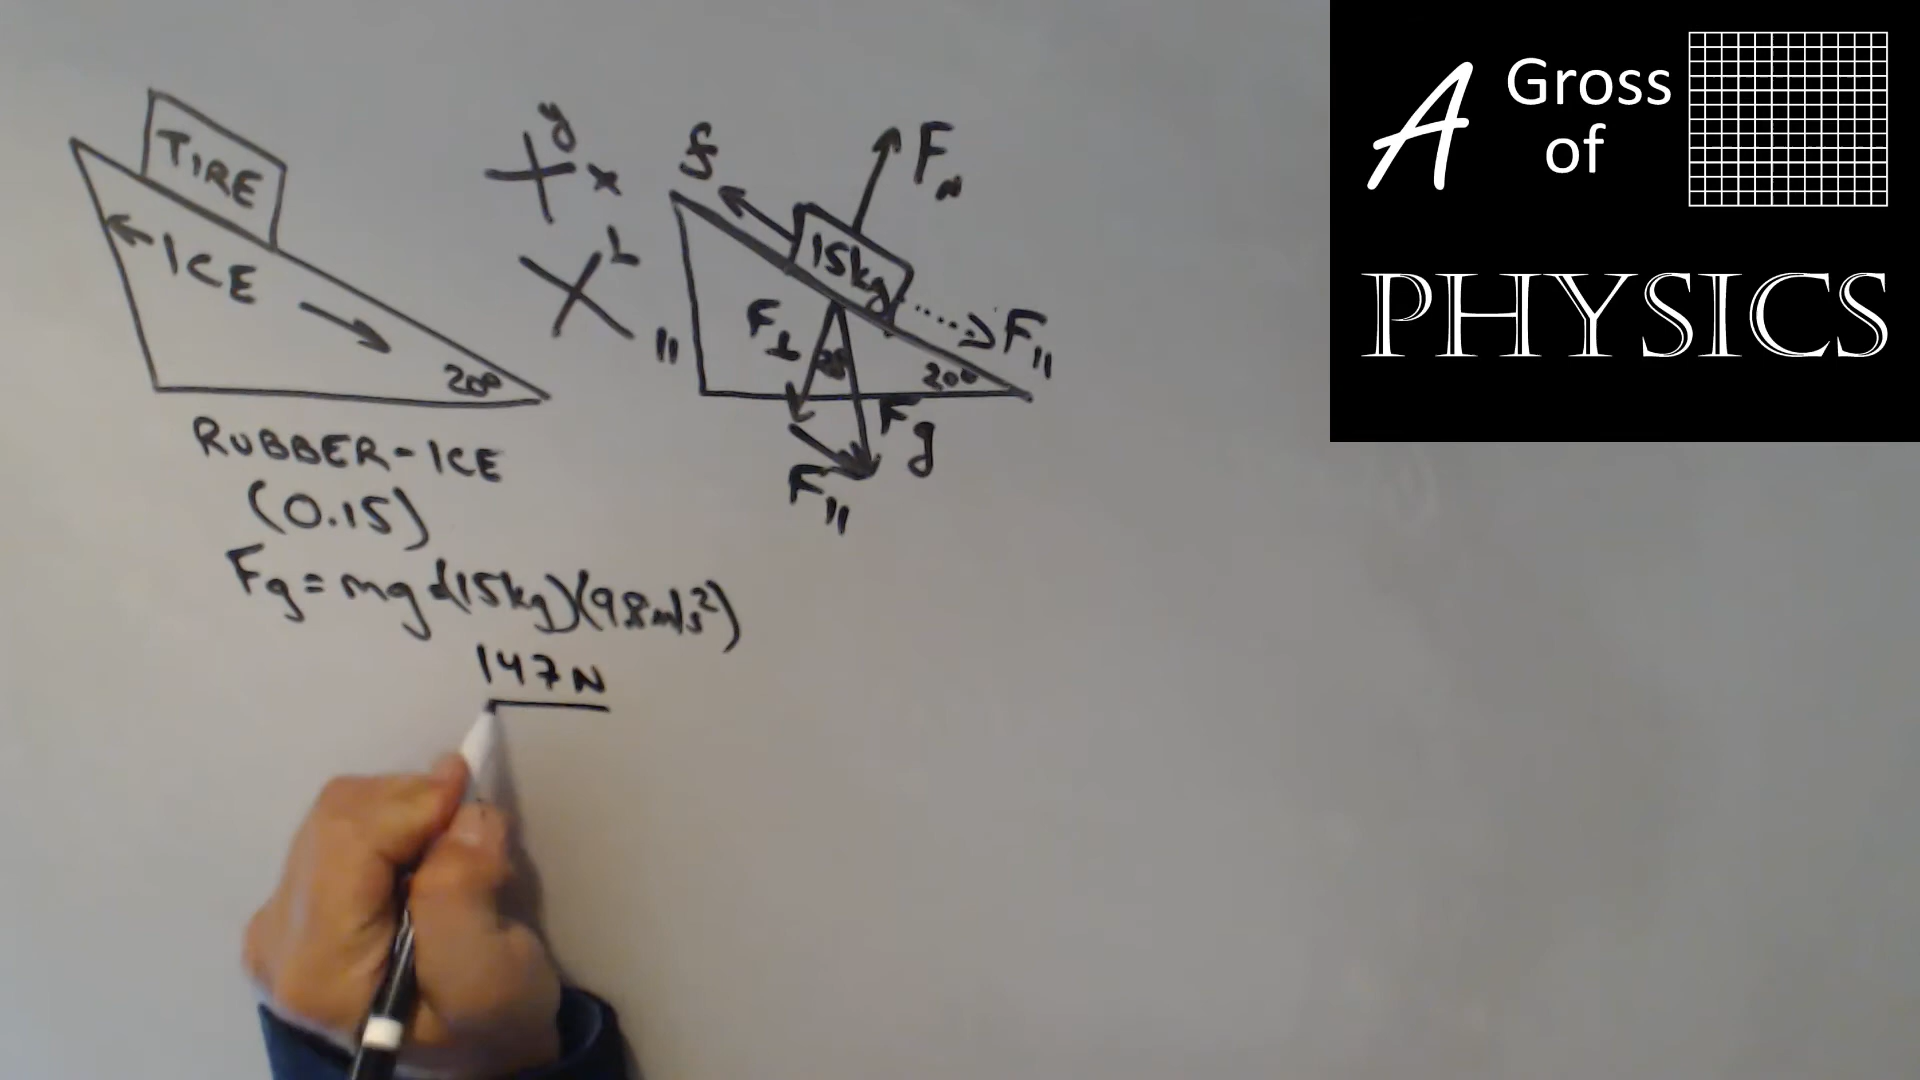 TIRE
ICE
20°
RUBBER-ICE
(0.15)
Fg = mg = (15kg)(9.8m/s²)
147N
y
x
⊥
||
f
FN
15kg
F||
F⊥
20°
Fg
F||
A Gross
of
PHYSICS